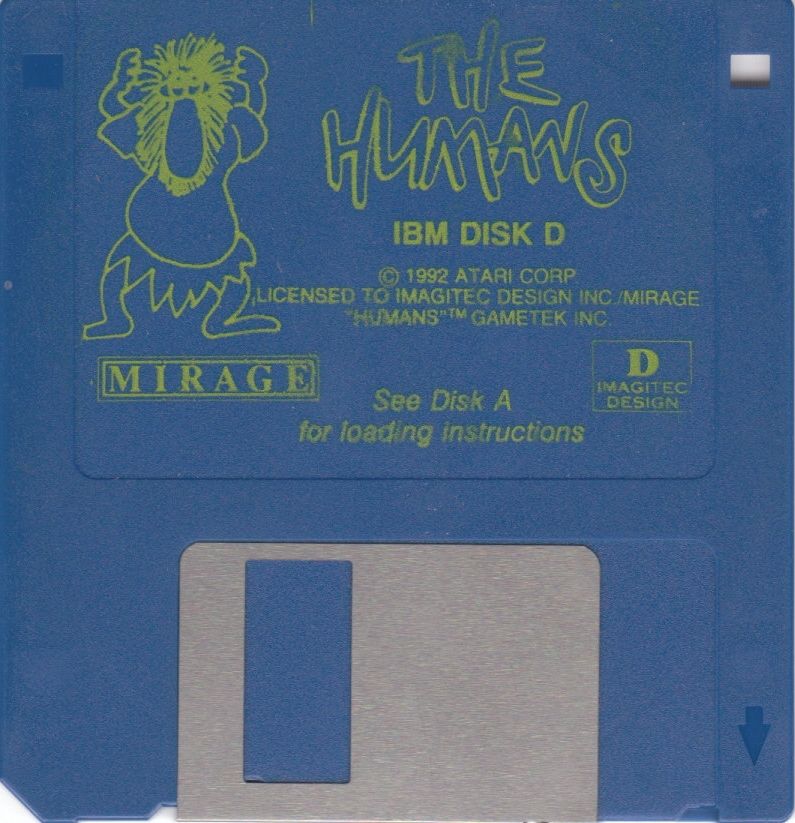 THE
HUMANS
IBM DISK D
© 1992 ATARI CORP
LICENSED TO IMAGITEC DESIGN INC./MIRAGE
"HUMANS"™ GAMETEK INC.
MIRAGE
D
IMAGITEC
DESIGN
See Disk A
for loading instructions